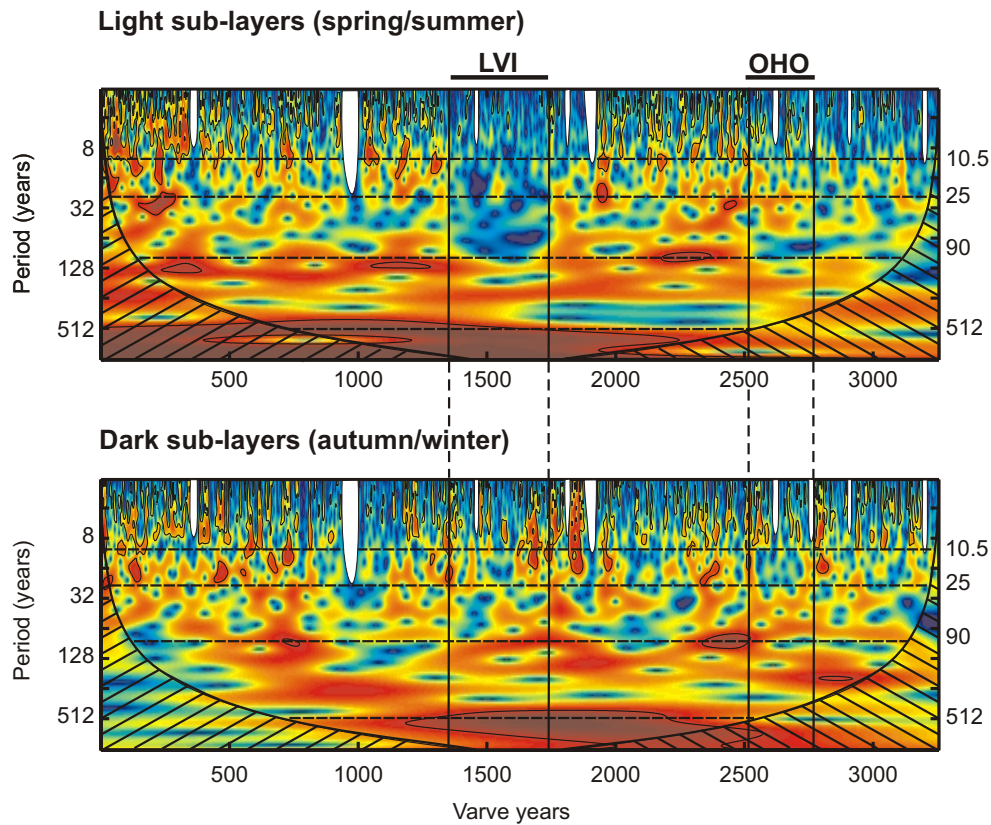 Light sub-layers (spring/summer)
LVI OHO
Period (years)
8
32
128
512
10.5
25
90
512
500 1000 1500 2000 2500 3000
Dark sub-layers (autumn/winter)
Period (years)
8
32
128
512
10.5
25
90
512
500 1000 1500 2000 2500 3000
Varve years